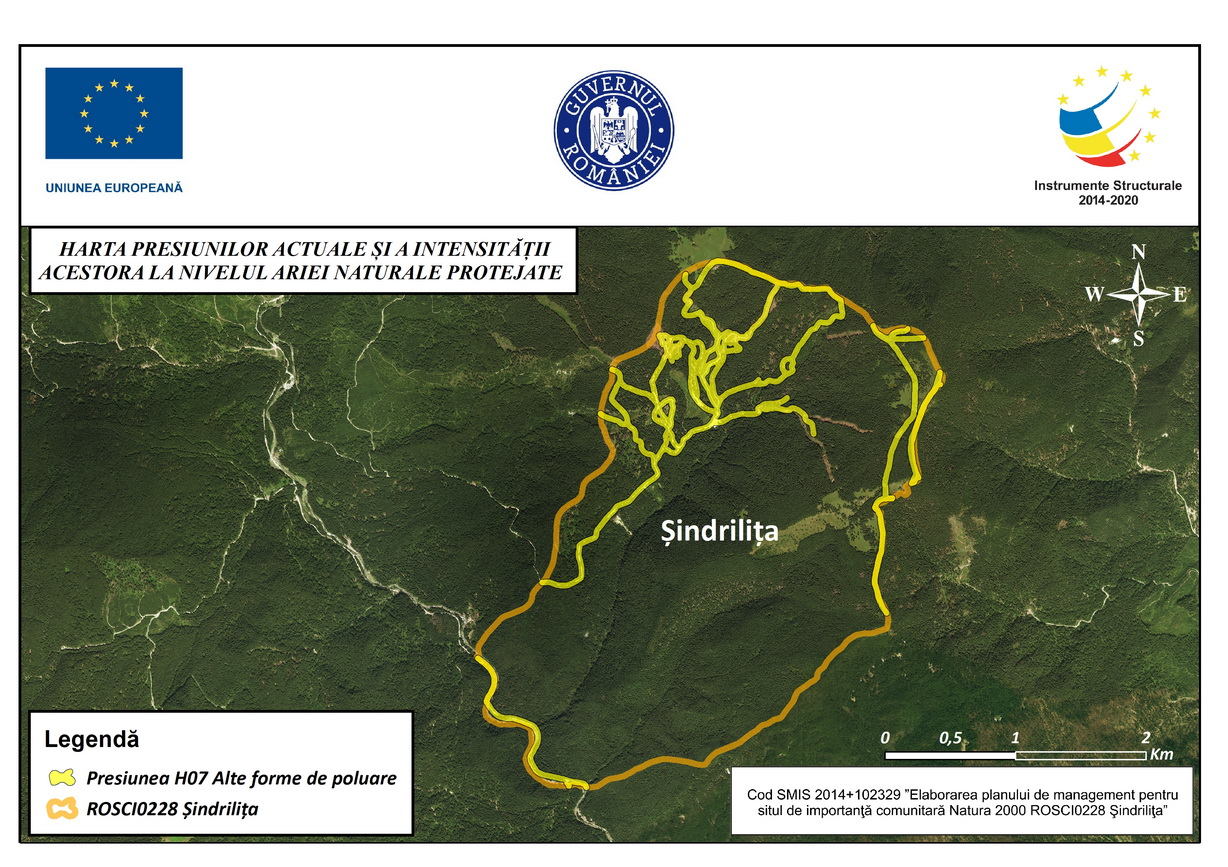 UNIUNEA EUROPEANĂ
GUVERNUL
ROMÂNIEI
Instrumente Structurale
2014-2020
HARTA PRESIUNILOR ACTUALE ȘI A INTENSITĂȚII
ACESTORA LA NIVELUL ARIEI NATURALE PROTEJATE
N
W E
S
Șindrilița
Legendă
Presiunea H07 Alte forme de poluare
ROSCI0228 Șindrilița
0 0,5 1 2
Km
Cod SMIS 2014+102329 ”Elaborarea planului de management pentru
situl de importanţă comunitară Natura 2000 ROSCI0228 Şindriliţa”